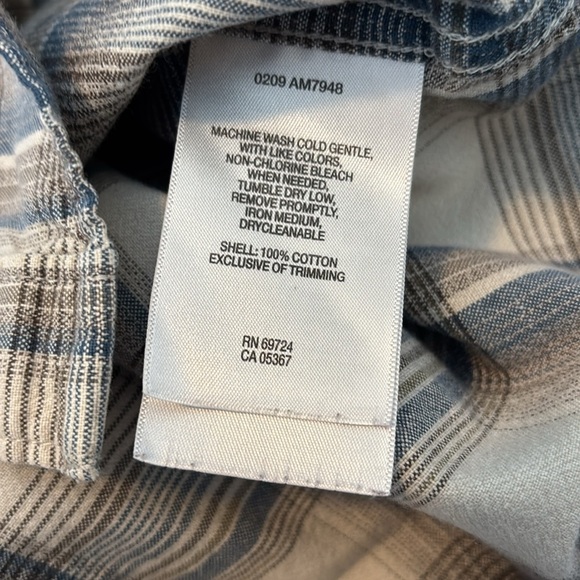 0209 AM7948
MACHINE WASH COLD GENTLE,
WITH LIKE COLORS,
NON-CHLORINE BLEACH
WHEN NEEDED,
TUMBLE DRY LOW,
REMOVE PROMPTLY,
IRON MEDIUM,
DRYCLEANABLE
SHELL: 100% COTTON
EXCLUSIVE OF TRIMMING
RN 69724
CA 05367